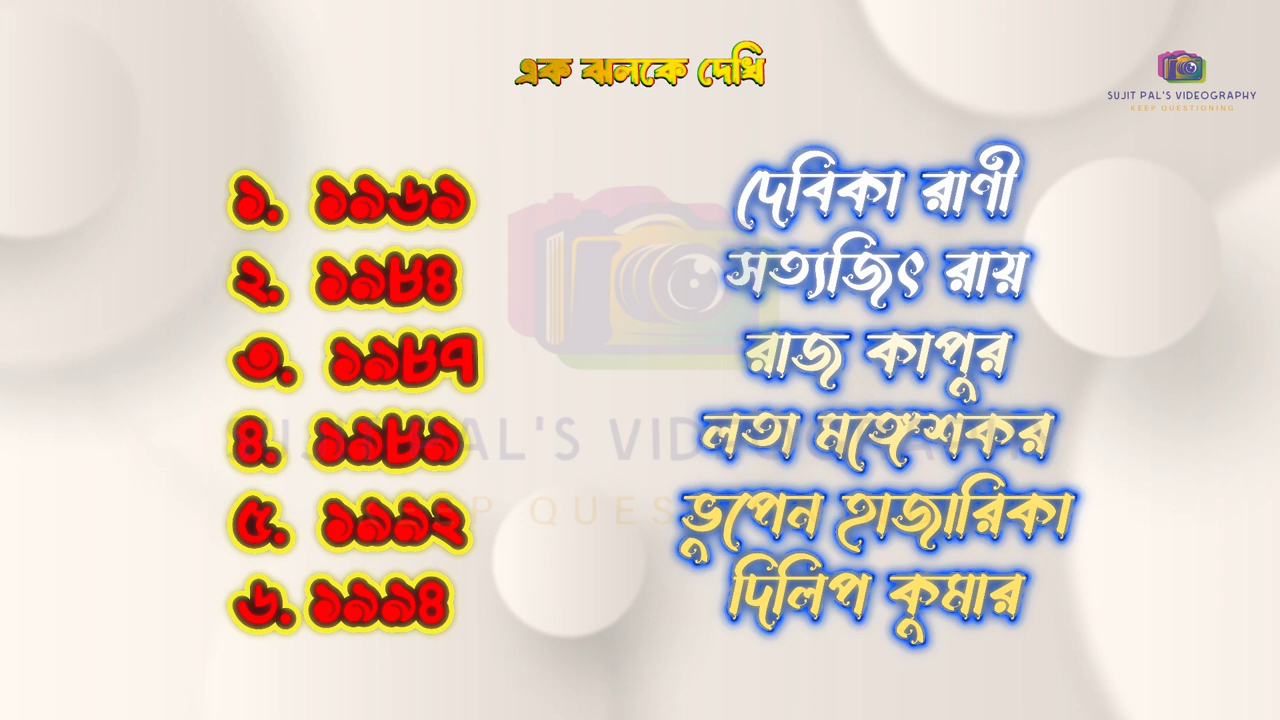 এক ঝলকে দেখি
SUJIT PAL'S VIDEOGRAPHY
KEEP QUESTIONING
১. ১৯৬৯ দেবিকা রাণী
২. ১৯৮৪ সত্যজিৎ রায়
৩. ১৯৮৭ রাজ কাপুর
৪. ১৯৮৯ লতা মঙ্গেশকর
৫. ১৯৯২ ভুপেন হাজারিকা
৬. ১৯৯৪ দিলিপ কুমার